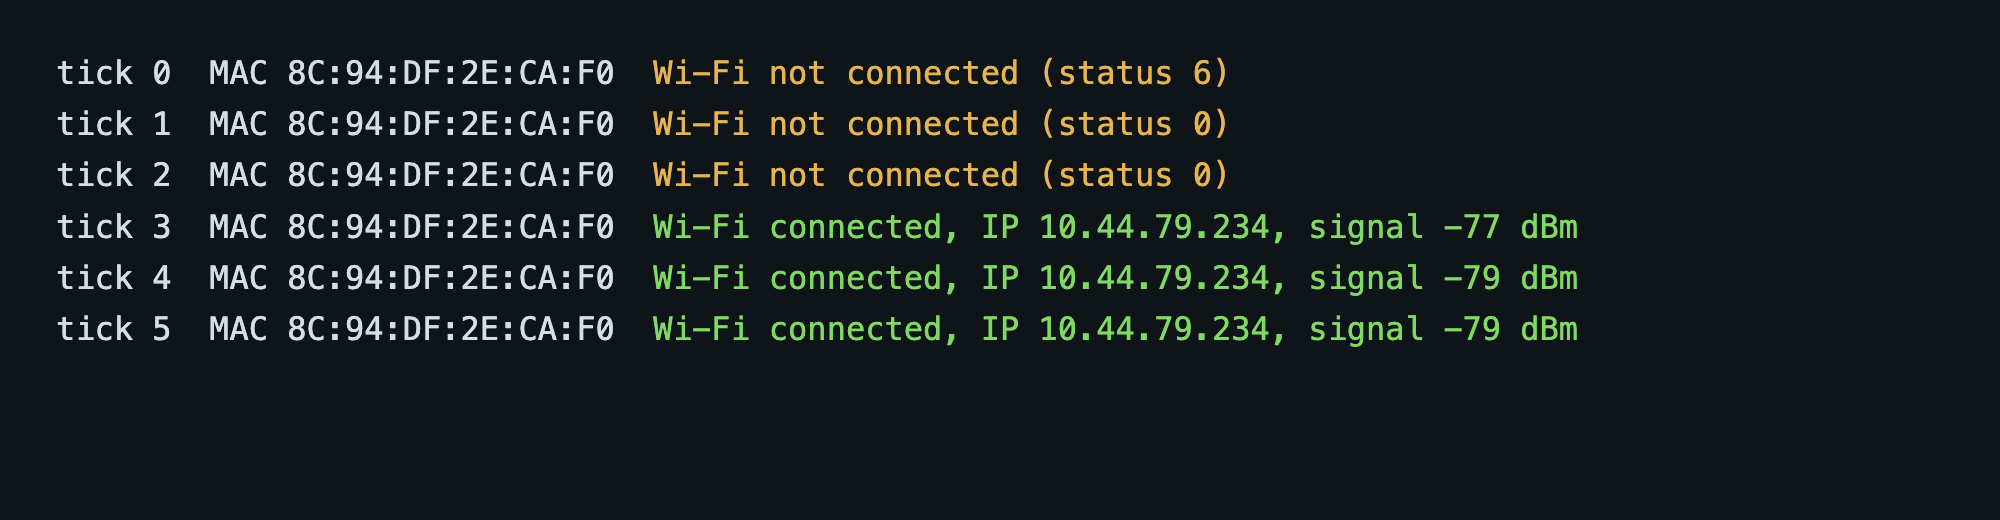 tick 0  MAC 8C:94:DF:2E:CA:F0  Wi-Fi not connected (status 6)
tick 1  MAC 8C:94:DF:2E:CA:F0  Wi-Fi not connected (status 0)
tick 2  MAC 8C:94:DF:2E:CA:F0  Wi-Fi not connected (status 0)
tick 3  MAC 8C:94:DF:2E:CA:F0  Wi-Fi connected, IP 10.44.79.234, signal -77 dBm
tick 4  MAC 8C:94:DF:2E:CA:F0  Wi-Fi connected, IP 10.44.79.234, signal -79 dBm
tick 5  MAC 8C:94:DF:2E:CA:F0  Wi-Fi connected, IP 10.44.79.234, signal -79 dBm